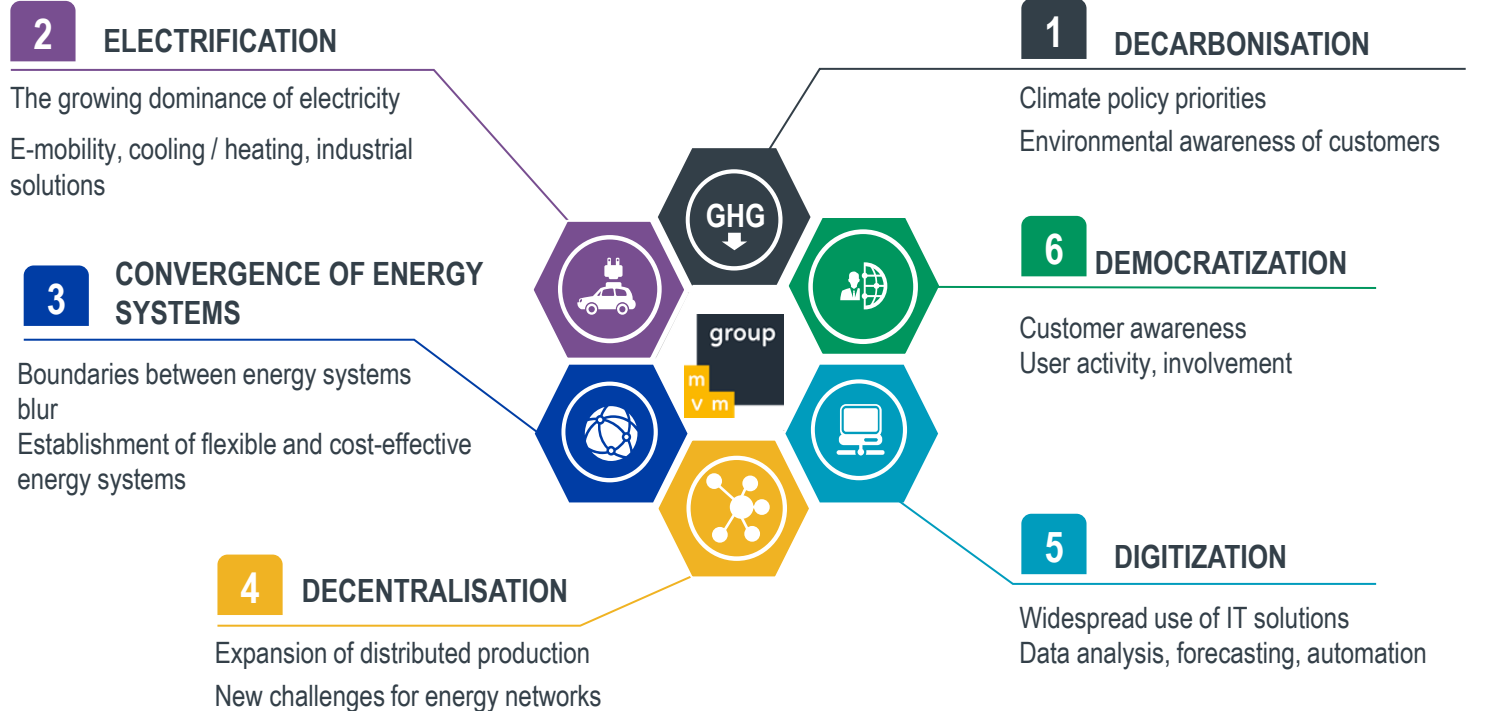 2
ELECTRIFICATION
The growing dominance of electricity
E-mobility, cooling / heating, industrial
solutions
1
DECARBONISATION
Climate policy priorities
Environmental awareness of customers
GHG
3
CONVERGENCE OF ENERGY
SYSTEMS
Boundaries between energy systems
blur
Establishment of flexible and cost-effective
energy systems
group
m
v m
6
DEMOCRATIZATION
Customer awareness
User activity, involvement
4
DECENTRALISATION
Expansion of distributed production
New challenges for energy networks
5
DIGITIZATION
Widespread use of IT solutions
Data analysis, forecasting, automation